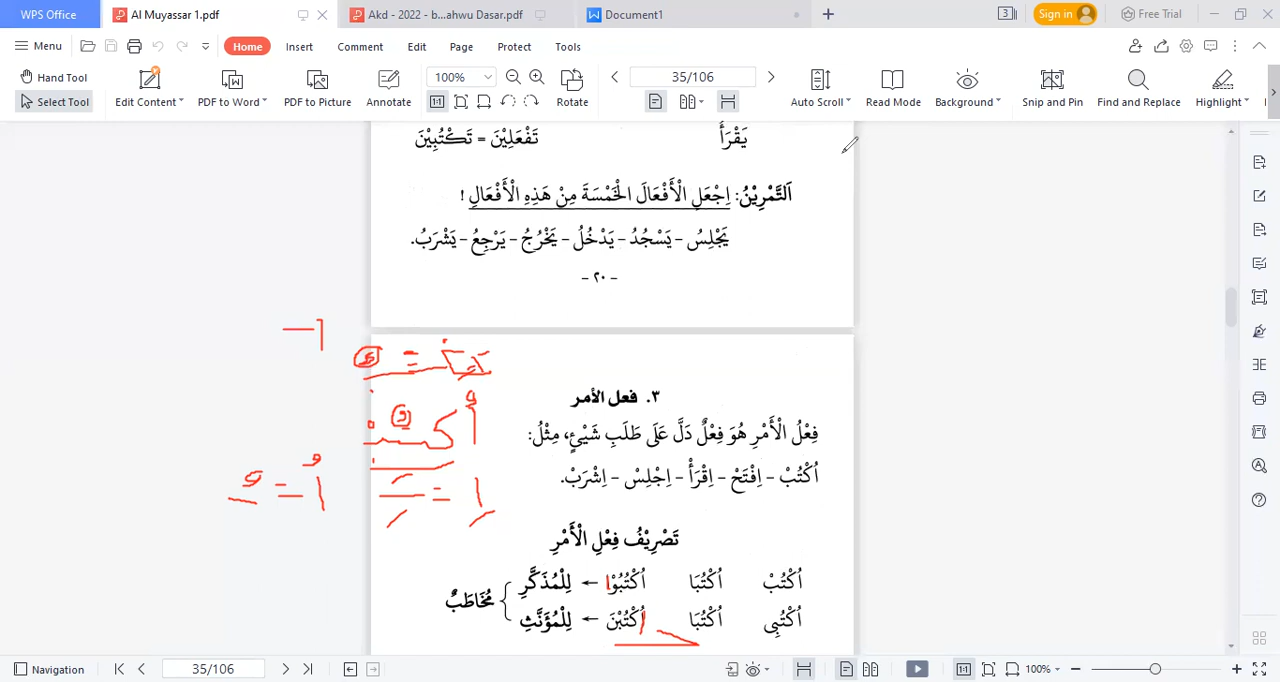 WPS Office
Al Muyassar 1.pdf
Akd - 2022 - b...ahwu Dasar.pdf
Document1
3
Sign in
Free Trial
Menu
Home
Insert
Comment
Edit
Page
Protect
Tools
Hand Tool
Select Tool
Edit Content
PDF to Word
PDF to Picture
Annotate
100%
Rotate
35/106
Auto Scroll
Read Mode
Background
Snip and Pin
Find and Replace
Highlight
يَقْرَأُ
تَفْعَلِيْنَ = تَكْتُبِيْنَ
اَلتَّمْرِيْنُ: اِجْعَلِ الْأَفْعَالَ الْخَمْسَةَ مِنْ هَذِهِ الْأَفْعَالِ !
يَجْلِسُ - يَسْجُدُ - يَدْخُلُ - يَخْرُجُ - يَرْجِعُ - يَشْرَبُ.
- ٢٠ -
٣. فعل الأمر
فِعْلُ الْأَمْرِ هُوَ فِعْلٌ دَلَّ عَلَى طَلَبِ شَيْئٍ، مِثْلُ:
اُكْتُبْ - اِفْتَحْ - اِقْرَأْ - اِجْلِسْ - اِشْرَبْ.
تَصْرِيْفُ فِعْلِ الْأَمْرِ
اُكْتُبْ اُكْتُبَا اُكْتُبُوْا ← لِلْمُذَكَّرِ
مُخَاطَبٌ
اُكْتُبِى اُكْتُبَا اُكْتُبْنَ ← لِلْمُؤَنَّثِ
Navigation
35/106
100%